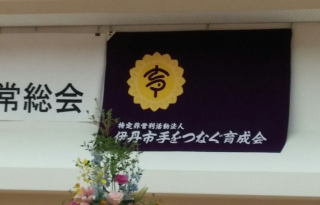 常総会
育
特定非営利活動法人
伊丹市手をつなぐ育成会